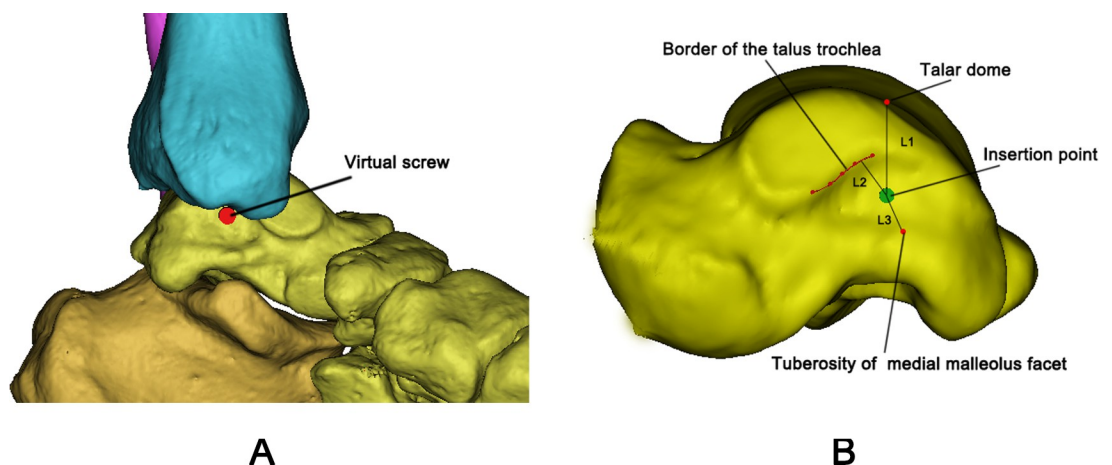 Virtual screw
Border of the talus trochlea
Talar dome
L1
Insertion point
L2
L3
Tuberosity of medial malleolus facet
A
B